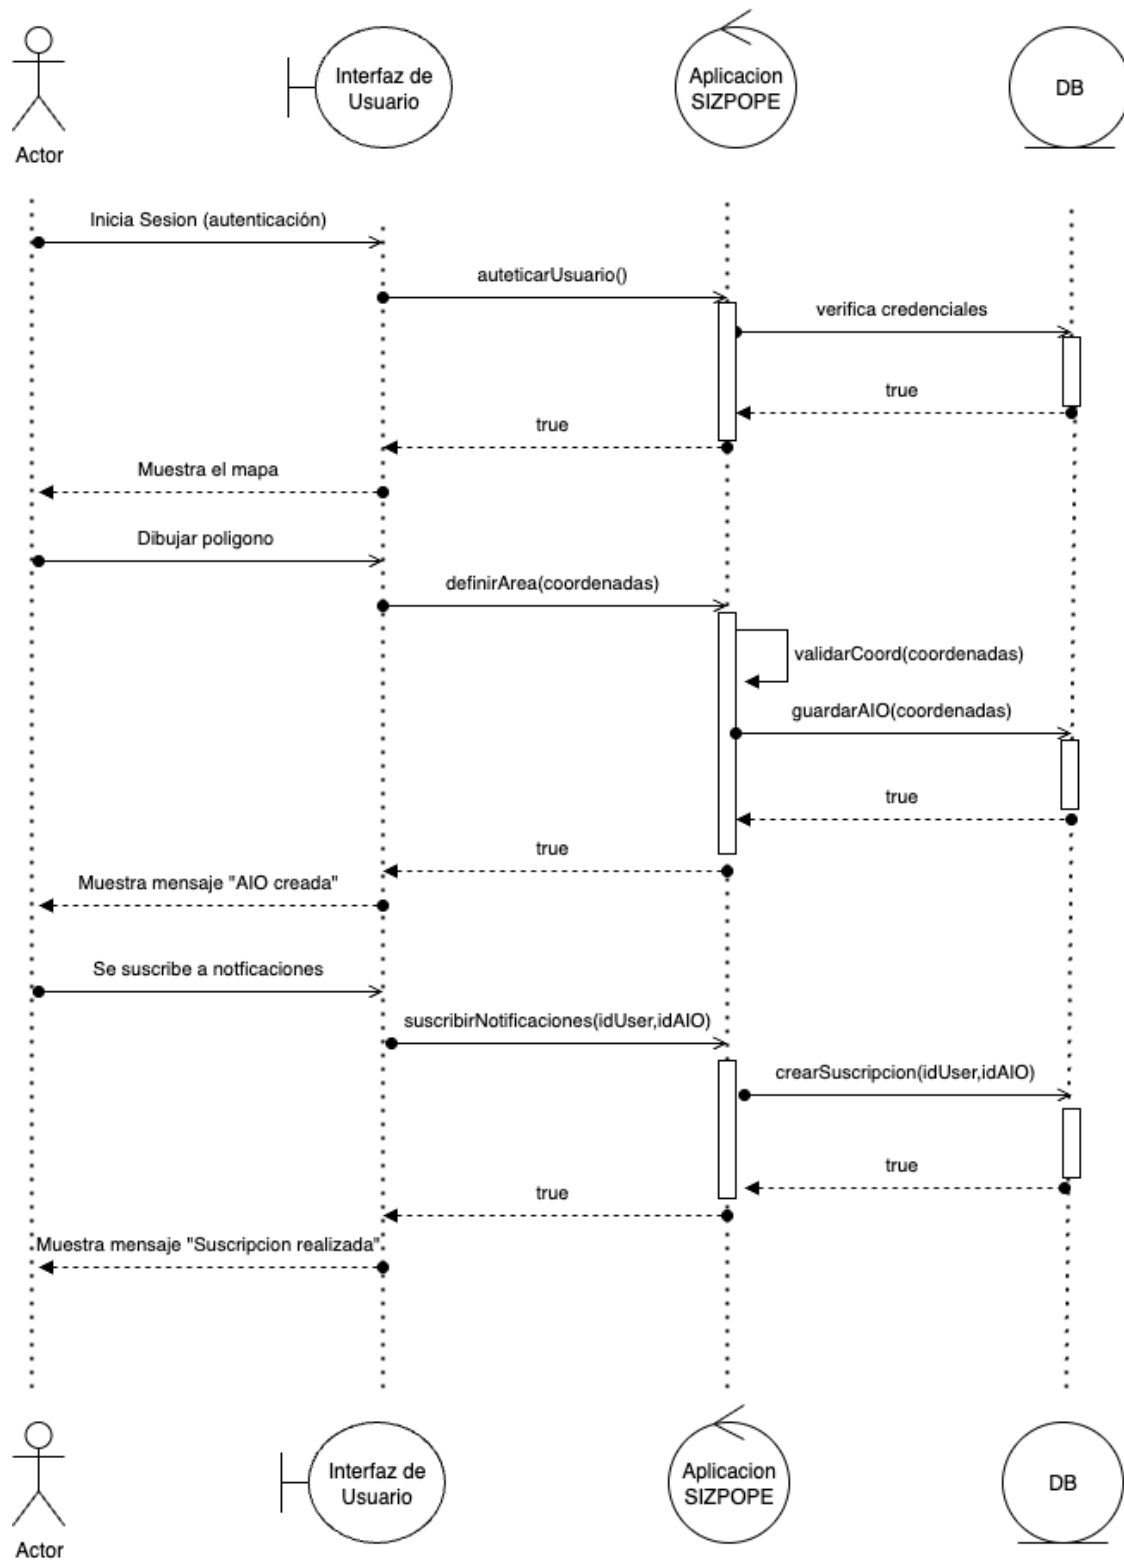 Interfaz de
Usuario
Aplicacion
SIZPOPE
DB
Actor
Inicia Sesion (autenticación)
auteticarUsuario()
verifica credenciales
true
true
Muestra el mapa
Dibujar poligono
definirArea(coordenadas)
validarCoord(coordenadas)
guardarAIO(coordenadas)
true
true
Muestra mensaje "AIO creada"
Se suscribe a notficaciones
suscribirNotificaciones(idUser,idAIO)
crearSuscripcion(idUser,idAIO)
true
true
Muestra mensaje "Suscripcion realizada"
Interfaz de
Usuario
Aplicacion
SIZPOPE
DB
Actor